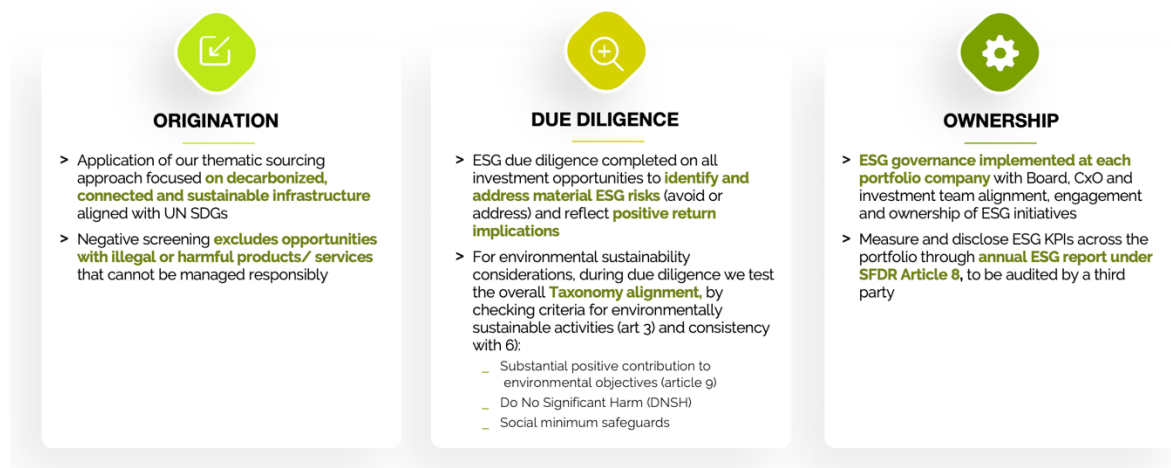 ORIGINATION
> Application of our thematic sourcing
approach focused on decarbonized,
connected and sustainable infrastructure
aligned with UN SDGs
> Negative screening excludes opportunities
with illegal or harmful products/ services
that cannot be managed responsibly
DUE DILIGENCE
> ESG due diligence completed on all
investment opportunities to identify and
address material ESG risks (avoid or
address) and reflect positive return
implications
> For environmental sustainability
considerations, during due diligence we test
the overall Taxonomy alignment, by
checking criteria for environmentally
sustainable activities (art 3) and consistency
with 6):
_ Substantial positive contribution to
environmental objectives (article 9)
_ Do No Significant Harm (DNSH)
_ Social minimum safeguards
OWNERSHIP
> ESG governance implemented at each
portfolio company with Board, CxO and
investment team alignment, engagement
and ownership of ESG initiatives
> Measure and disclose ESG KPIs across the
portfolio through annual ESG report under
SFDR Article 8, to be audited by a third
party